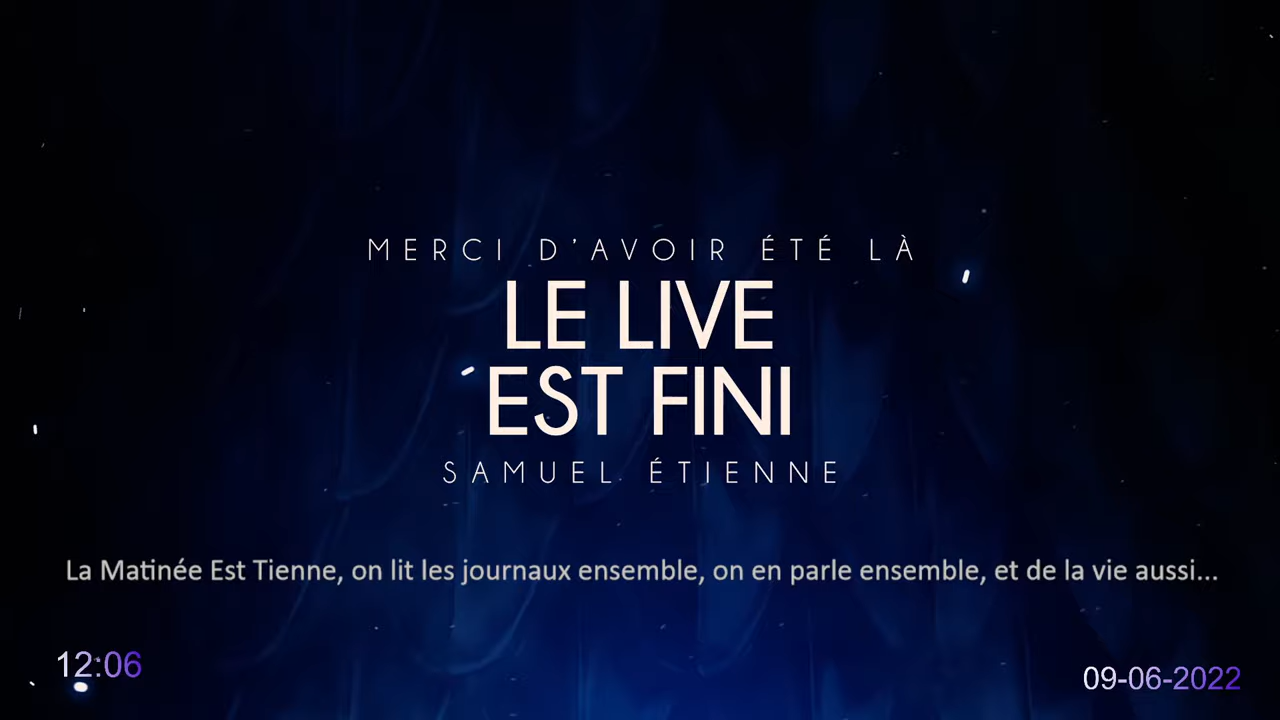 MERCI D'AVOIR ÉTÉ LÀ
LE LIVE
EST FINI
SAMUEL ÉTIENNE
La Matinée Est Tienne, on lit les journaux ensemble, on en parle ensemble, et de la vie aussi...
12:06
09-06-2022